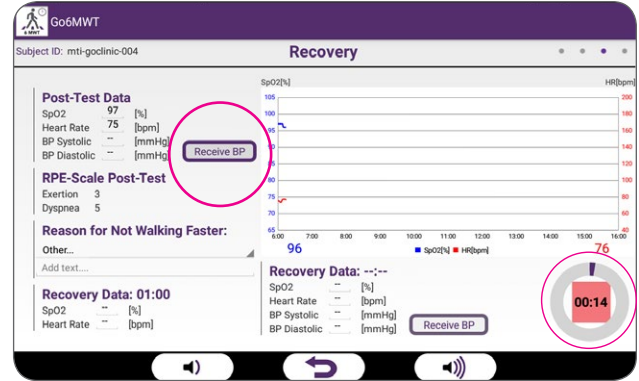 6 MWT
Go6MWT
Subject ID: mti-goclinic-004
Recovery
Post-Test Data
SpO2 97 [%]
Heart Rate 75 [bpm]
BP Systolic -- [mmHg]
BP Diastolic -- [mmHg]
Receive BP
RPE-Scale Post-Test
Exertion 3
Dyspnea 5
Reason for Not Walking Faster:
Other...
Add text....
Recovery Data: 01:00
SpO2 -- [%]
Heart Rate -- [bpm]
SpO2[%] HR[bpm]
105 200
100 180
95 160
90 140
80 100
75 80
70 60
65 40
6:00 7:00 8:00 9:00 10:00 11:00 12:00 13:00 14:00 15:00 16:00
96 SpO2[%] HR[bpm] 76
Recovery Data: --:--
SpO2 -- [%]
Heart Rate -- [bpm]
BP Systolic -- [mmHg]
BP Diastolic -- [mmHg]
Receive BP
00:14